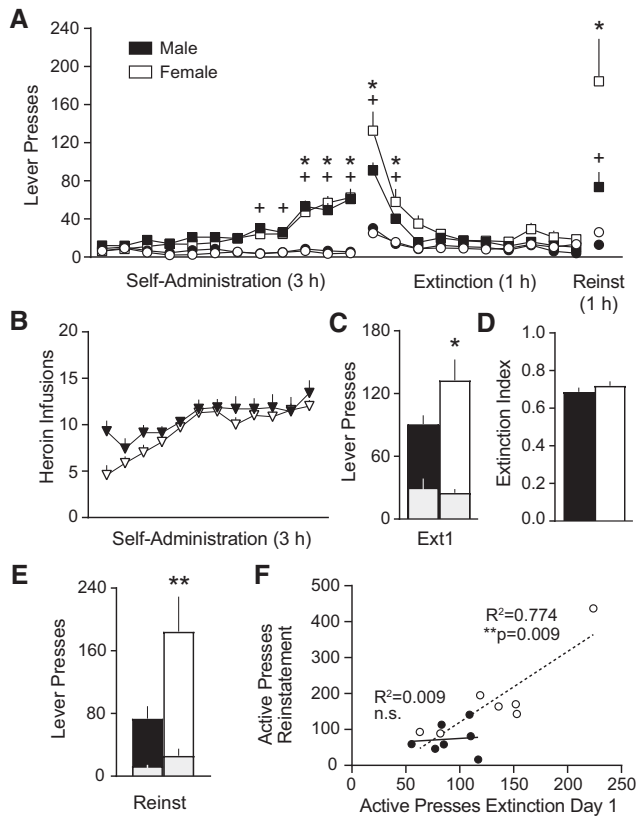 A
Lever Presses
240
200
160
120
80
40
0
Male
Female
+ + * + * + * +
* + * +
* +
Self-Administration (3 h)
Extinction (1 h)
Reinst
(1 h)
B
Heroin Infusions
20
15
10
5
0
Self-Administration (3 h)
C
Lever Presses
180
120
60
0
*
Ext1
D
Extinction Index
1.0
0.8
0.6
0.4
0.2
0.0
E
Lever Presses
240
160
80
0
**
Reinst
F
Active Presses
Reinstatement
500
400
300
200
100
0
R²=0.774
**p=0.009
R²=0.009
n.s.
0 50 100 150 200 250
Active Presses Extinction Day 1